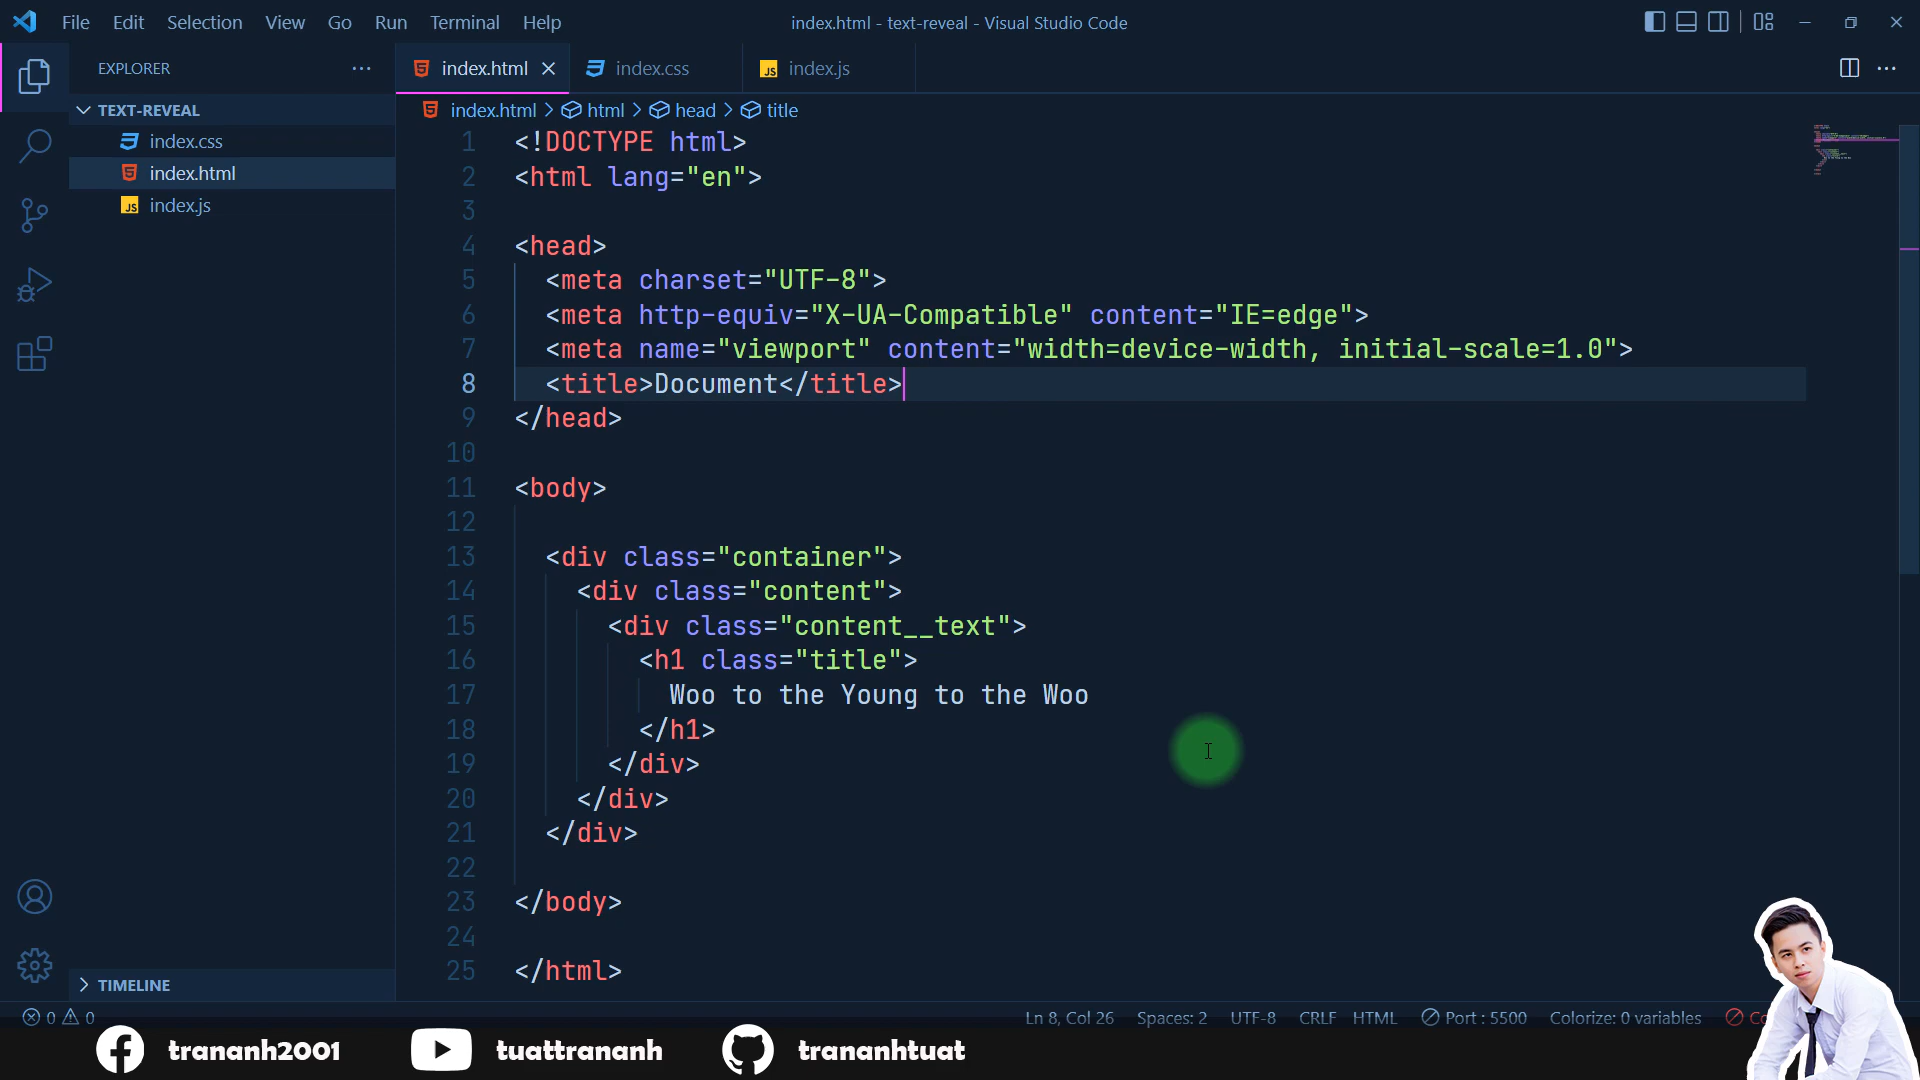 File Edit Selection View Go Run Terminal Help
index.html - text-reveal - Visual Studio Code
EXPLORER
index.html
index.css
JS index.js
TEXT-REVEAL
index.css
index.html
JS index.js
index.html > html > head > title
1 <!DOCTYPE html>
2 <html lang="en">
3
4 <head>
5 <meta charset="UTF-8">
6 <meta http-equiv="X-UA-Compatible" content="IE=edge">
7 <meta name="viewport" content="width=device-width, initial-scale=1.0">
8 <title>Document</title>
9 </head>
10
11 <body>
12
13 <div class="container">
14 <div class="content">
15 <div class="content__text">
16 <h1 class="title">
17 Woo to the Young to the Woo
18 </h1>
19 </div>
20 </div>
21 </div>
22
23 </body>
24
25 </html>
TIMELINE
0 0
Ln 8, Col 26 Spaces: 2 UTF-8 CRLF HTML Port : 5500 Colorize: 0 variables
trananh2001 tuattrananh trananhtuat